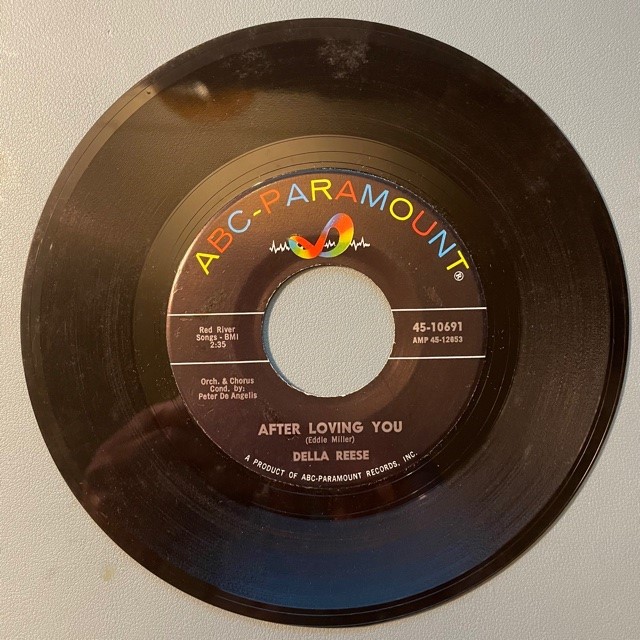 ABC-PARAMOUNT
®
Red River
Songs - BMI
2:35
45-10691
AMP 45-12653
Orch. & Chorus
Cond. by:
Peter De Angelis
AFTER LOVING YOU
(Eddie Miller)
DELLA REESE
A PRODUCT OF ABC-PARAMOUNT RECORDS, INC.